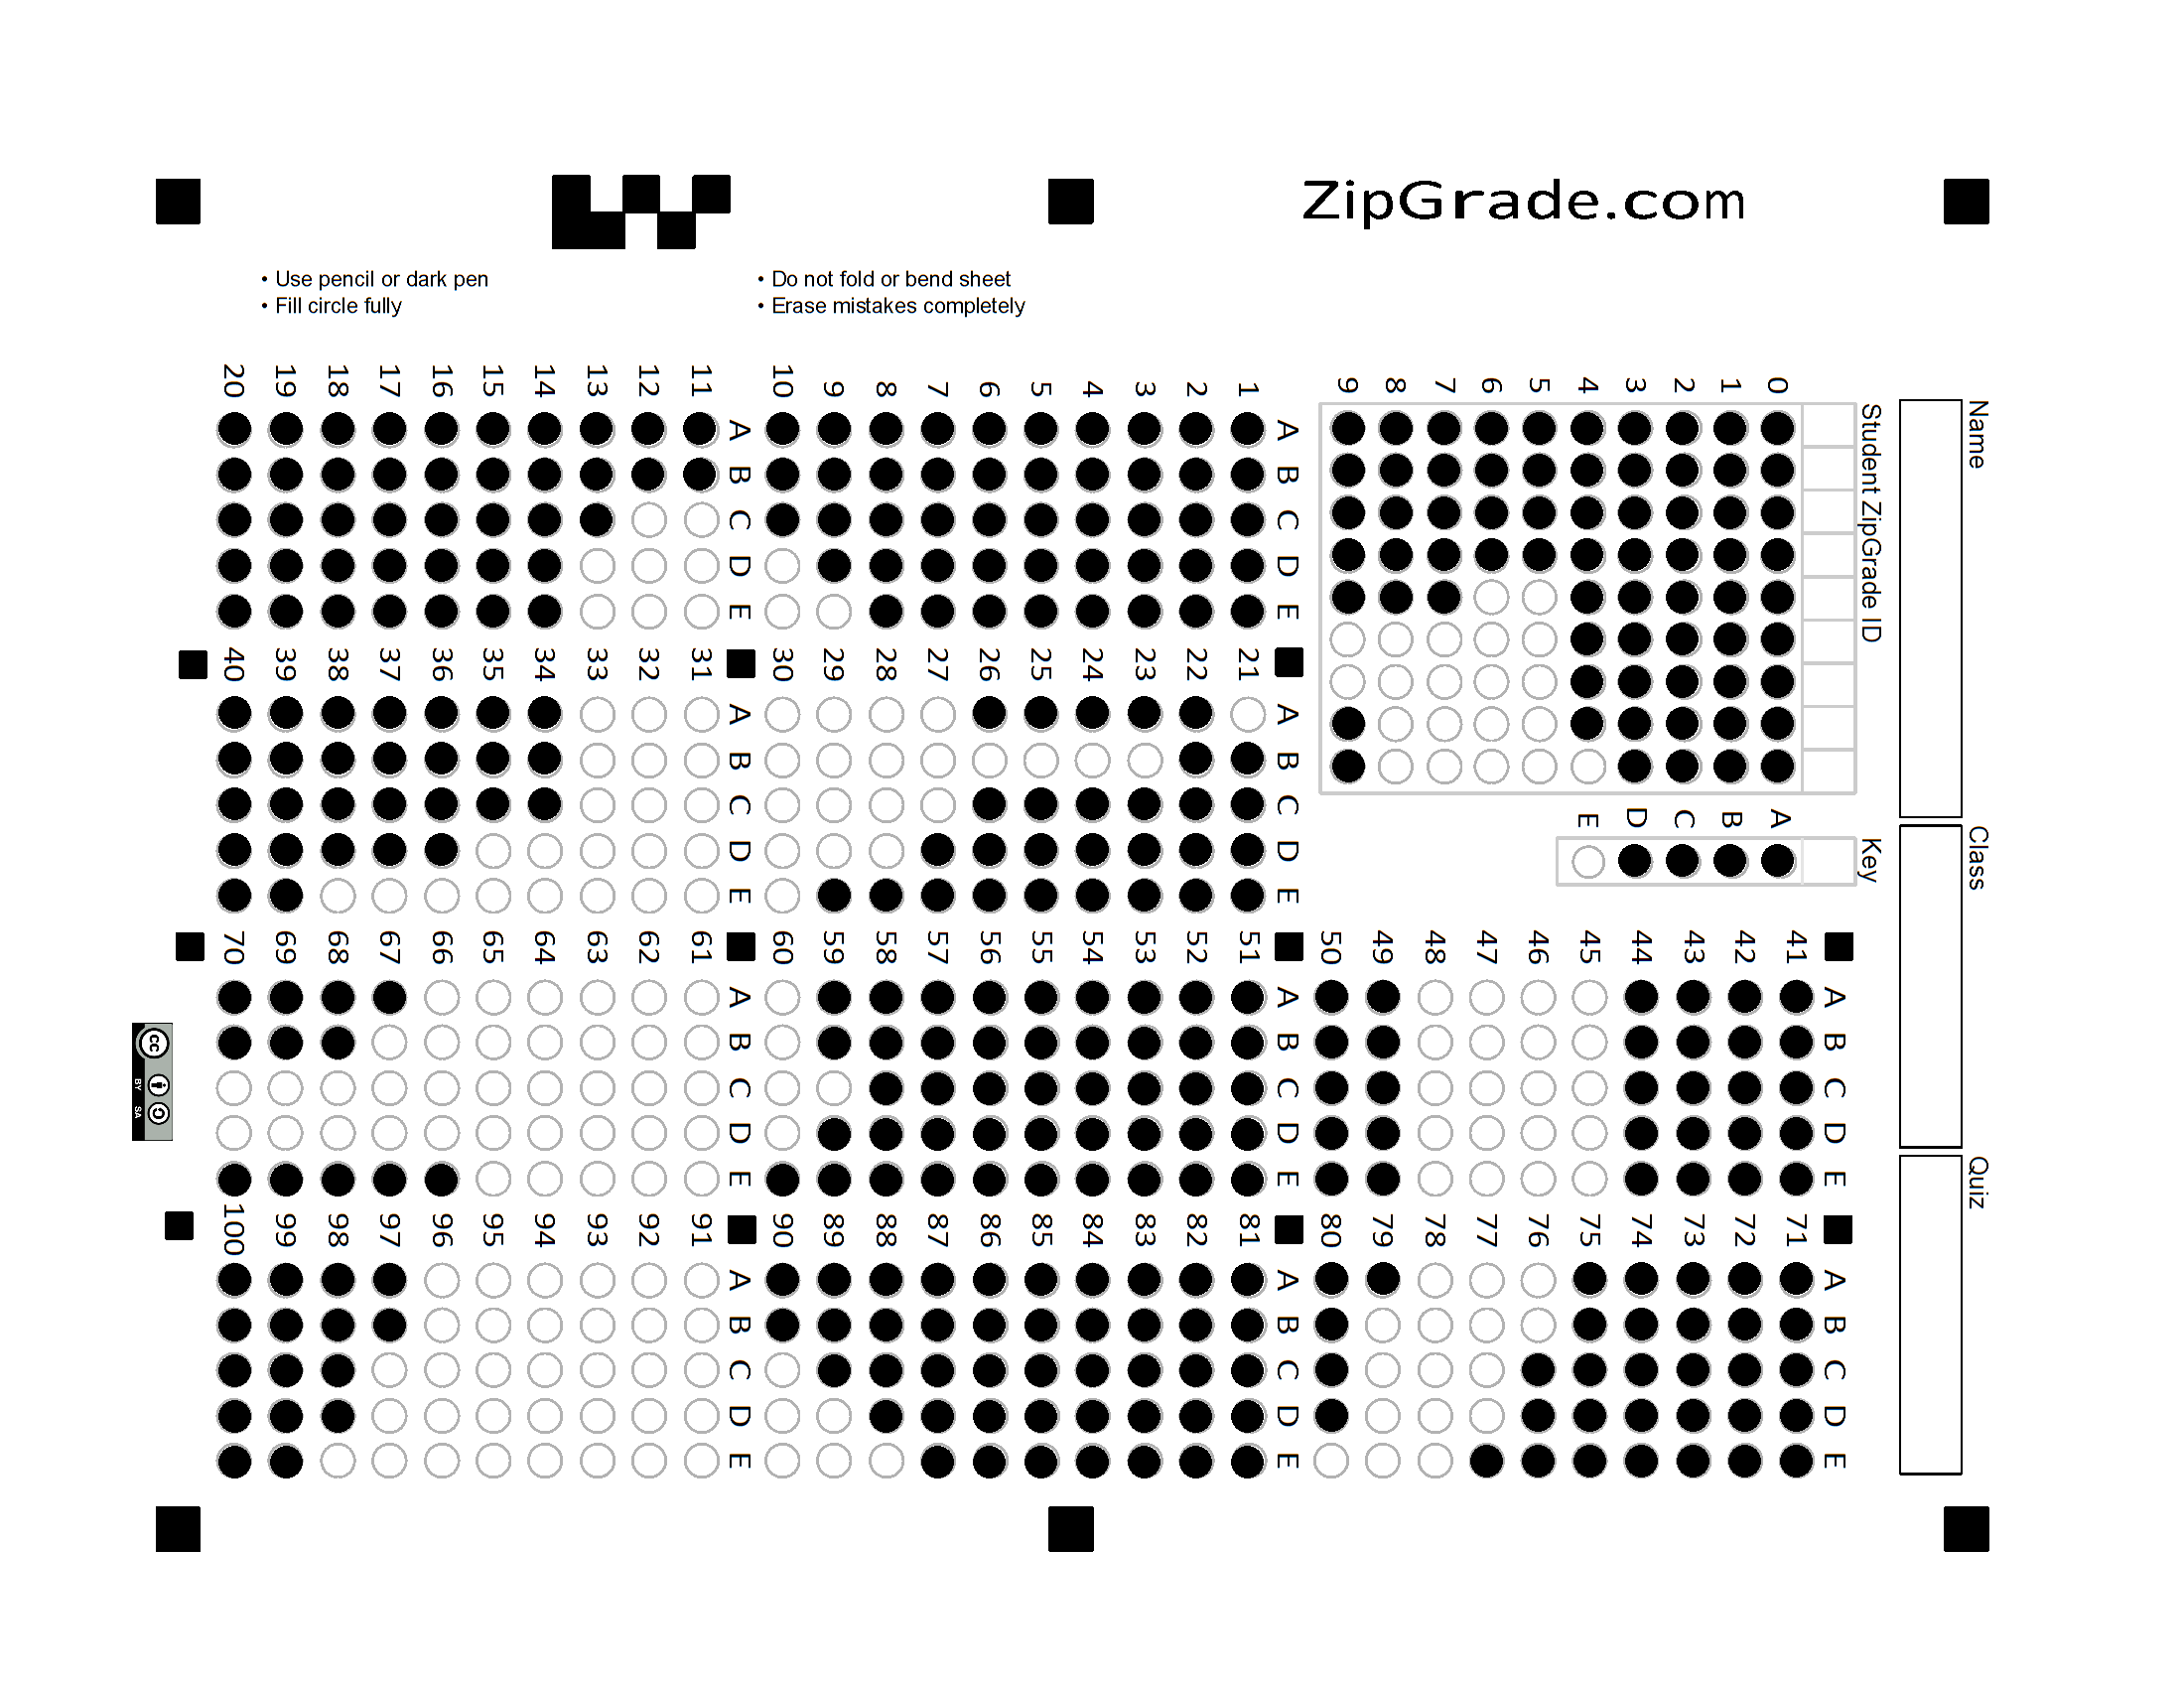 ZipGrade.com
• Use pencil or dark pen
• Fill circle fully
• Do not fold or bend sheet
• Erase mistakes completely
Name
Class
Quiz
Student ZipGrade ID
0 1 2 3 4 5 6 7 8 9
Key
A B C D E
A B C D E
1 2 3 4 5 6 7 8 9 10
A B C D E
11 12 13 14 15 16 17 18 19 20
A B C D E
21 22 23 24 25 26 27 28 29 30
A B C D E
31 32 33 34 35 36 37 38 39 40
A B C D E
41 42 43 44 45 46 47 48 49 50
A B C D E
51 52 53 54 55 56 57 58 59 60
A B C D E
61 62 63 64 65 66 67 68 69 70
A B C D E
71 72 73 74 75 76 77 78 79 80
A B C D E
81 82 83 84 85 86 87 88 89 90
A B C D E
91 92 93 94 95 96 97 98 99 100
cc
BY SA